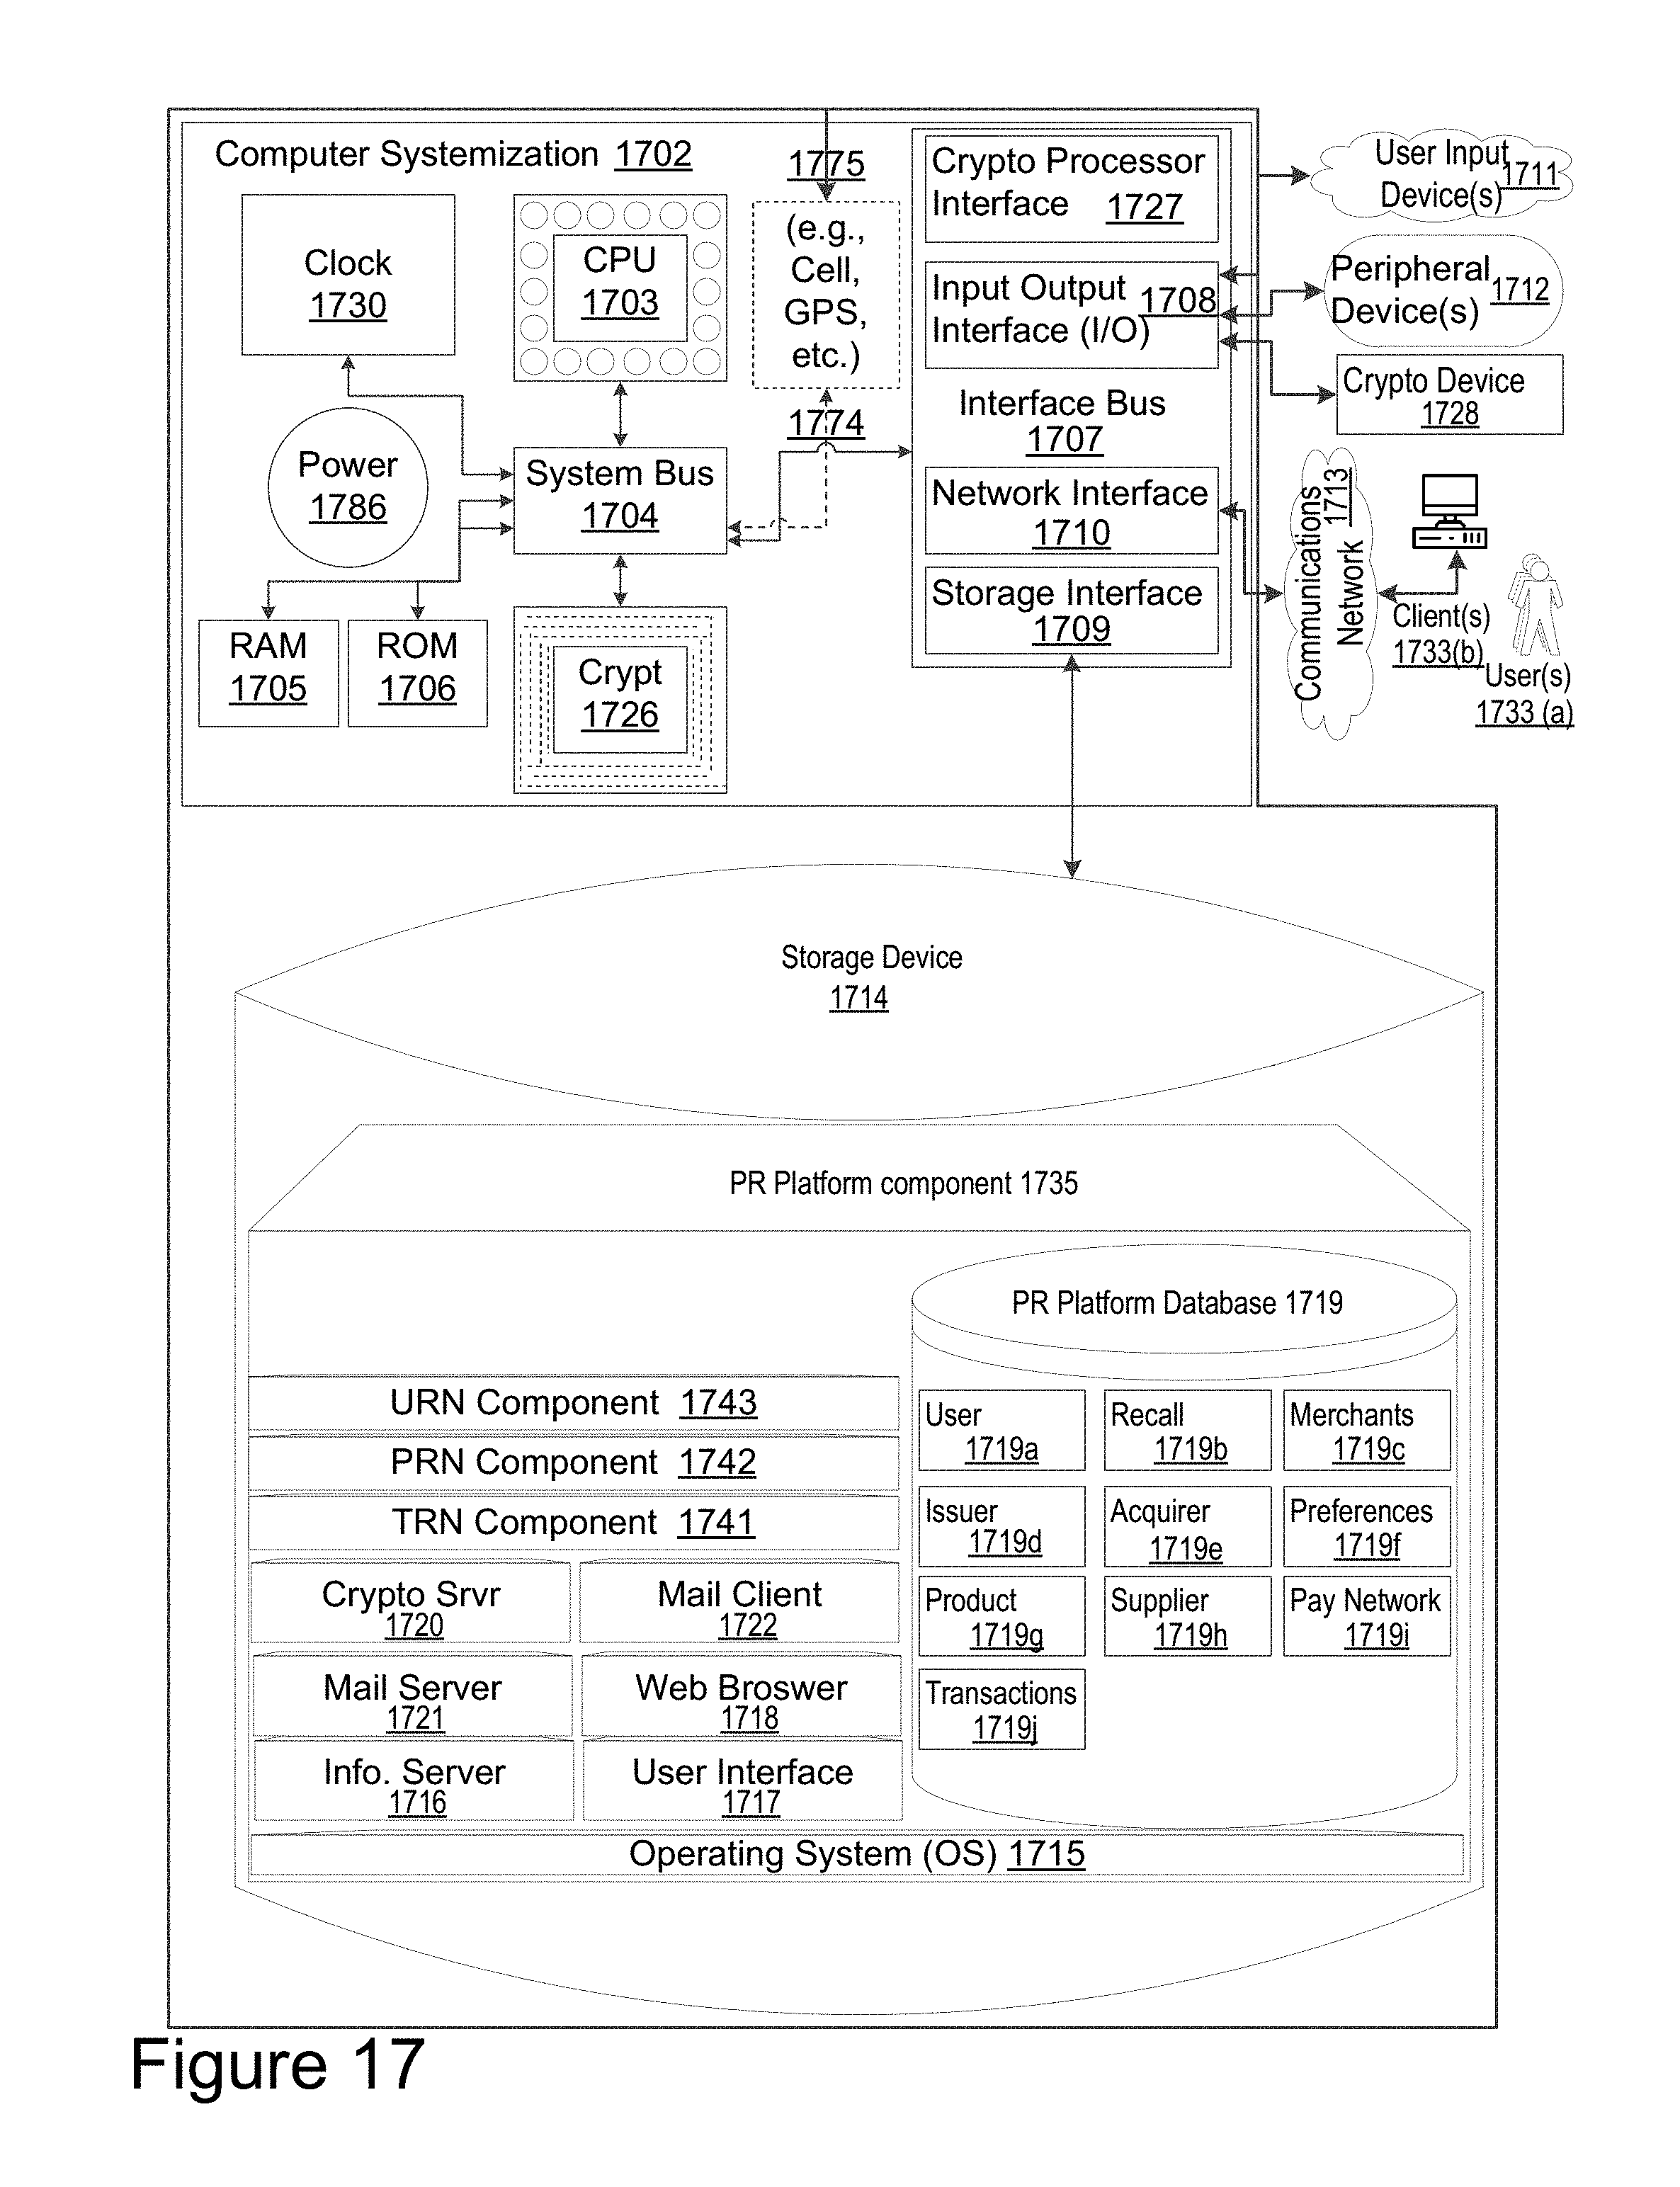 Computer Systemization 1702
Clock
1730
CPU
1703
1775
(e.g.,
Cell,
GPS,
etc.)
1774
Power
1786
System Bus
1704
RAM
1705
ROM
1706
Crypt
1726
Crypto Processor
Interface 1727
Input Output
Interface (I/O)
1708
Interface Bus
1707
Network Interface
1710
Storage Interface
1709
User Input
Device(s)
1711
Peripheral
Device(s)
1712
Crypto Device
1728
Communications
Network
1713
Client(s)
1733(b)
User(s)
1733 (a)
Storage Device
1714
PR Platform component 1735
PR Platform Database 1719
URN Component 1743
PRN Component 1742
TRN Component 1741
Crypto Srvr
1720
Mail Client
1722
Mail Server
1721
Web Broswer
1718
Info. Server
1716
User Interface
1717
User
1719a
Recall
1719b
Merchants
1719c
Issuer
1719d
Acquirer
1719e
Preferences
1719f
Product
1719g
Supplier
1719h
Pay Network
1719i
Transactions
1719j
Operating System (OS) 1715
Figure 17